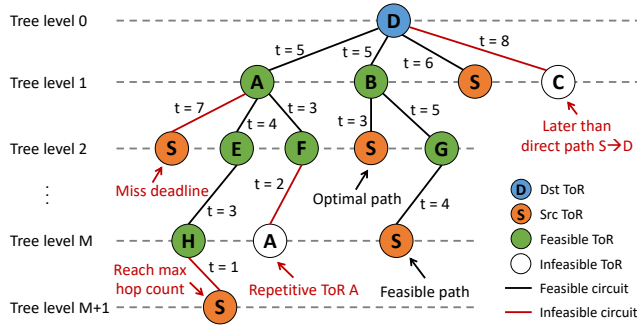 Tree level 0
D
t = 5
t = 5
t = 6
t = 8
Tree level 1
A
B
S
C
t = 7
t = 4
t = 3
t = 3
t = 5
Later than
direct path S→D
Tree level 2
S
E
F
S
G
Miss deadline
t = 3
t = 2
Optimal path
t = 4
⋮
D Dst ToR
S Src ToR
Feasible ToR
Infeasible ToR
Feasible circuit
Infeasible circuit
Tree level M
H
A
S
Reach max
hop count
t = 1
Repetitive ToR A
Feasible path
Tree level M+1
S